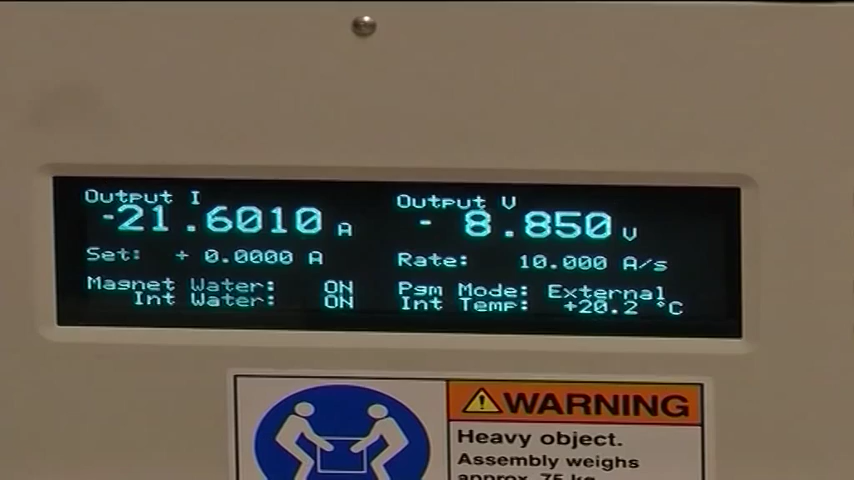 Output I
-21.6010 A
Set: + 0.0000 A
Magnet Water: ON
Int Water: ON
Output V
- 8.850 V
Rate: 10.000 A/s
Pgm Mode: External
Int Temp: +20.2 °C
WARNING
Heavy object.
Assembly weighs
approx. 75 kg